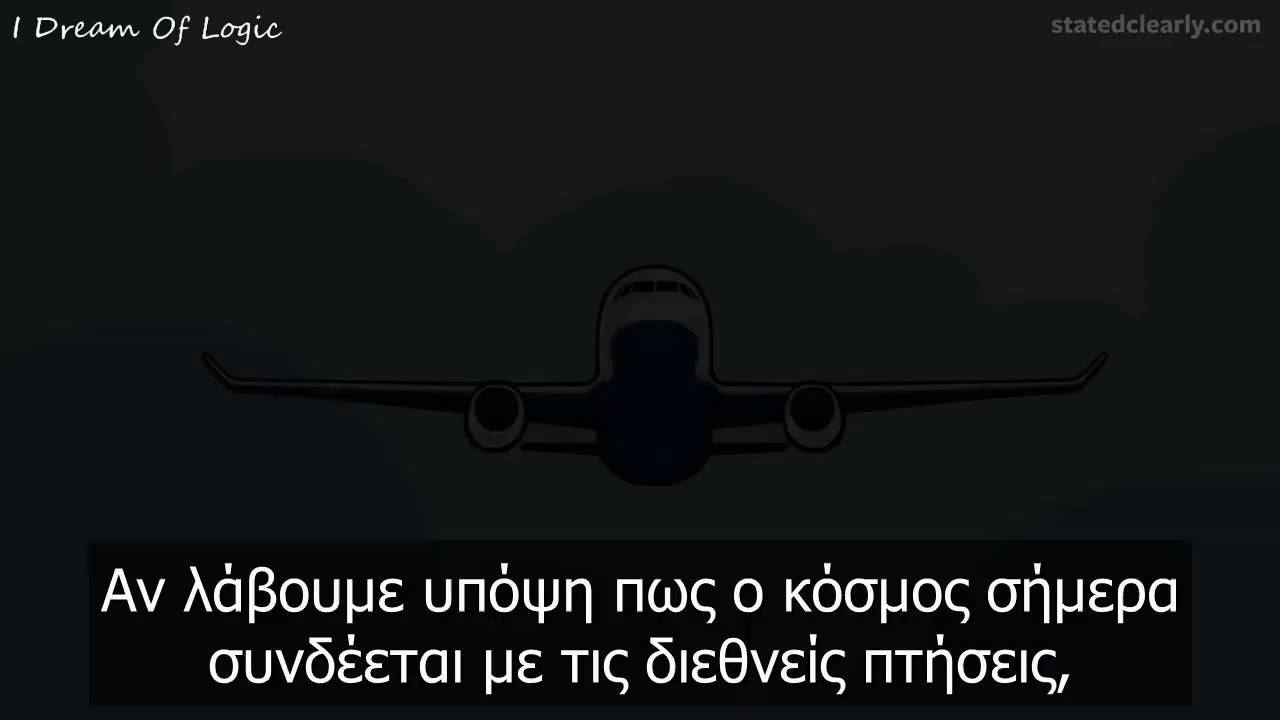 I Dream Of Logic
statedclearly.com
Αν λάβουμε υπόψη πως ο κόσμος σήμερα
συνδέεται με τις διεθνείς πτήσεις,